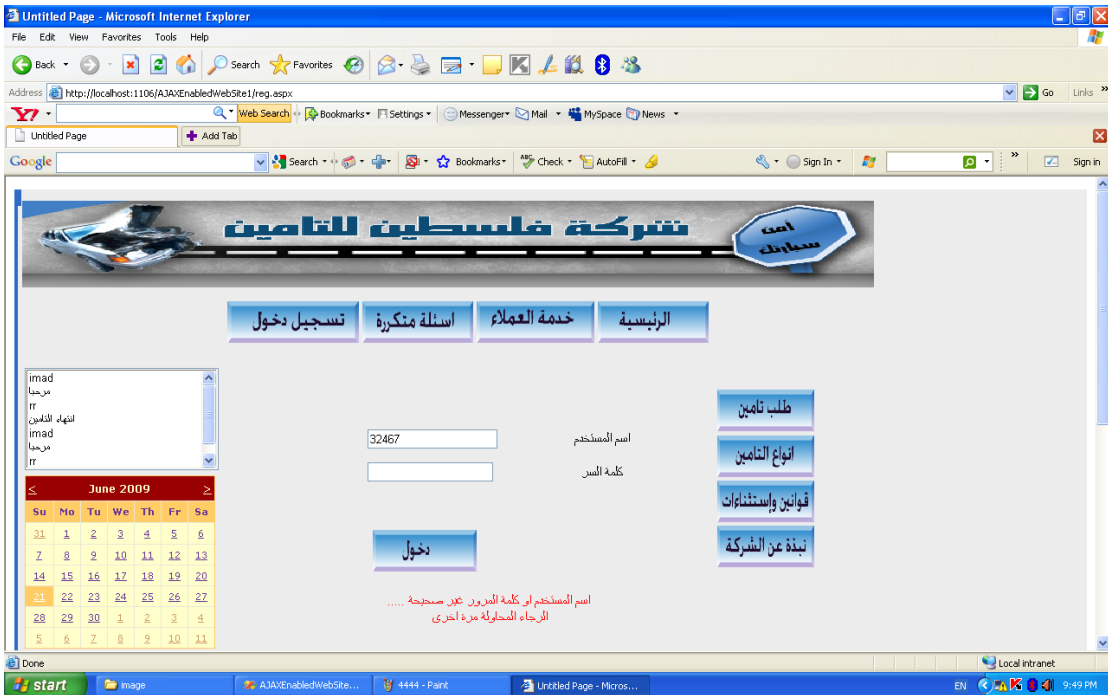 Untitled Page - Microsoft Internet Explorer
File Edit View Favorites Tools Help
Back Search Favorites
Address http://localhost:1106/AJAXEnabledWebSite1/reg.aspx Go Links »
Y! Web Search Bookmarks Settings Messenger Mail MySpace News
Untitled Page Add Tab
Google Search Bookmarks Check AutoFill Sign In » Sign in
شركة فلسطين للتامين
امن
سيارتك
الرئيسية خدمة العملاء اسئلة متكررة تسجيل دخول
imad
مرحبا
rr
انتهاء التامين
imad
مرحبا
rr
طلب تامين
اسم المستخدم 32467
انواع التامين
كلمة السر
قوانين وإستثناءات
نبذة عن الشركة
دخول
اسم المستخدم او كلمة المرور غير صحيحة .....
الرجاء المحاولة مرة اخرى
< June 2009 >
Su Mo Tu We Th Fr Sa
31 1 2 3 4 5 6
7 8 9 10 11 12 13
14 15 16 17 18 19 20
21 22 23 24 25 26 27
28 29 30 1 2 3 4
5 6 7 8 9 10 11
Done Local intranet
start image AJAXEnabledWebSite... 4444 - Paint Untitled Page - Micros... EN 9:49 PM